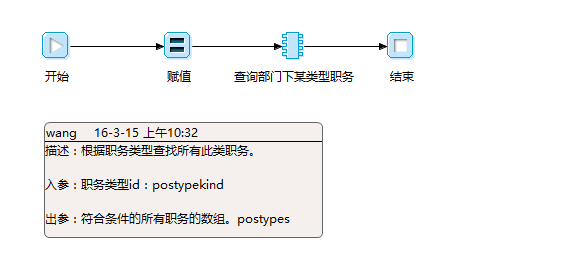 开始 赋值 查询部门下某类型职务 结束
wang 16-3-15 上午10:32
描述：根据职务类型查找所有此类职务。
入参：职务类型id：postypekind
出参：符合条件的所有职务的数组。postypes